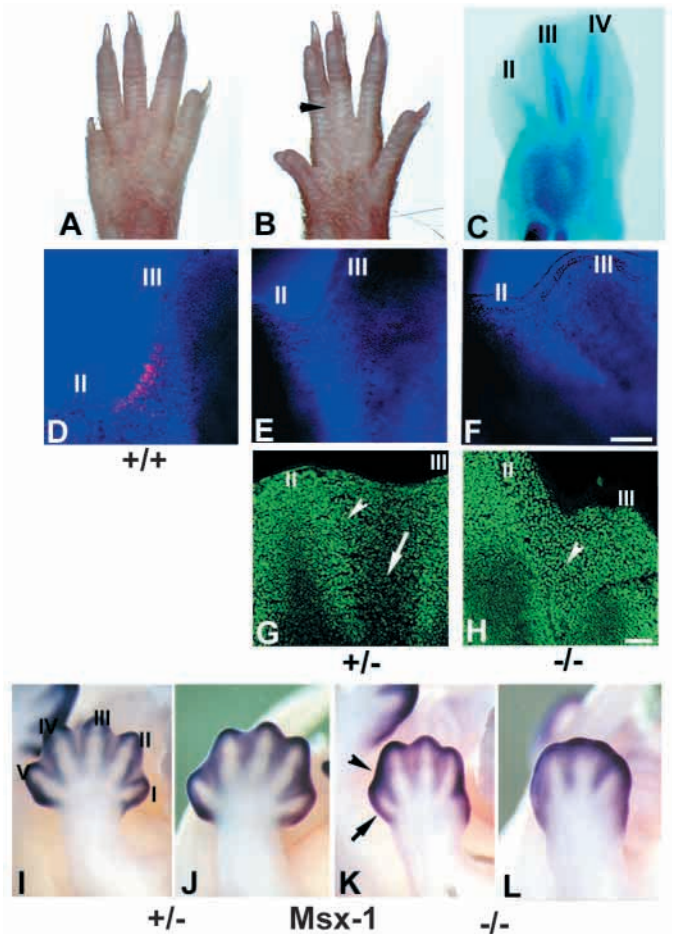 III IV
II
A B C
III III III
II II II
D E F
+/+
II III II III
G H
+/- -/-
IV III II
V I
I J K L
+/- Msx-1 -/-